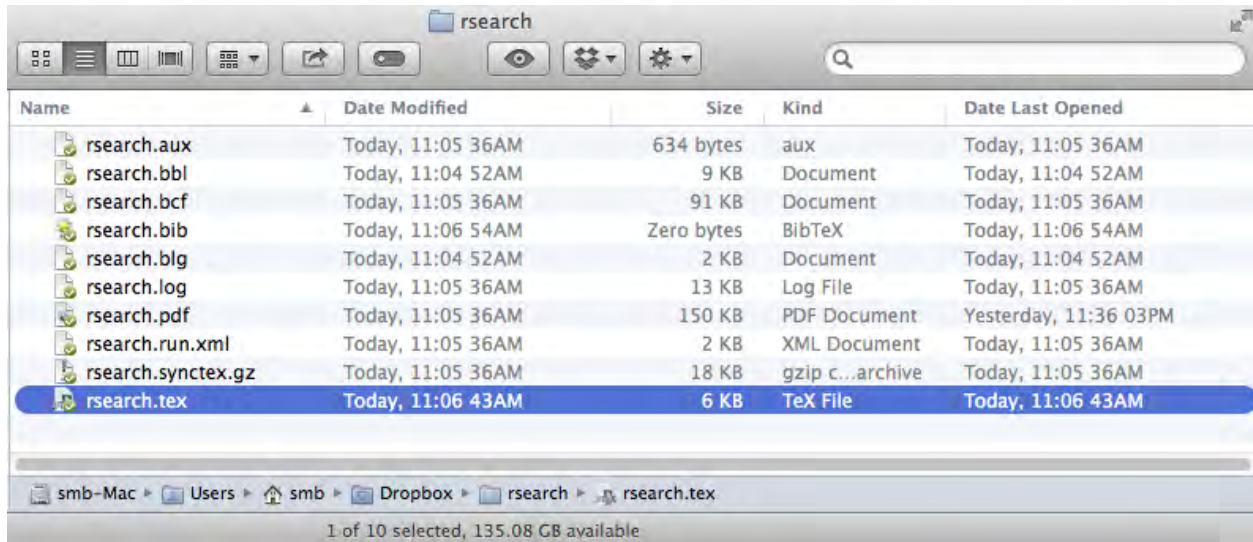 rsearch
Name Date Modified Size Kind Date Last Opened
rsearch.aux Today, 11:05 36AM 634 bytes aux Today, 11:05 36AM
rsearch.bbl Today, 11:04 52AM 9 KB Document Today, 11:04 52AM
rsearch.bcf Today, 11:05 36AM 91 KB Document Today, 11:05 36AM
rsearch.bib Today, 11:06 54AM Zero bytes BibTeX Today, 11:06 54AM
rsearch.blg Today, 11:04 52AM 2 KB Document Today, 11:04 52AM
rsearch.log Today, 11:05 36AM 13 KB Log File Today, 11:05 36AM
rsearch.pdf Today, 11:05 36AM 150 KB PDF Document Yesterday, 11:36 03PM
rsearch.run.xml Today, 11:05 36AM 2 KB XML Document Today, 11:05 36AM
rsearch.synctex.gz Today, 11:05 36AM 18 KB gzip c...archive Today, 11:05 36AM
rsearch.tex Today, 11:06 43AM 6 KB TeX File Today, 11:06 43AM
smb-Mac ▸ Users ▸ smb ▸ Dropbox ▸ rsearch ▸ rsearch.tex
1 of 10 selected, 135.08 GB available